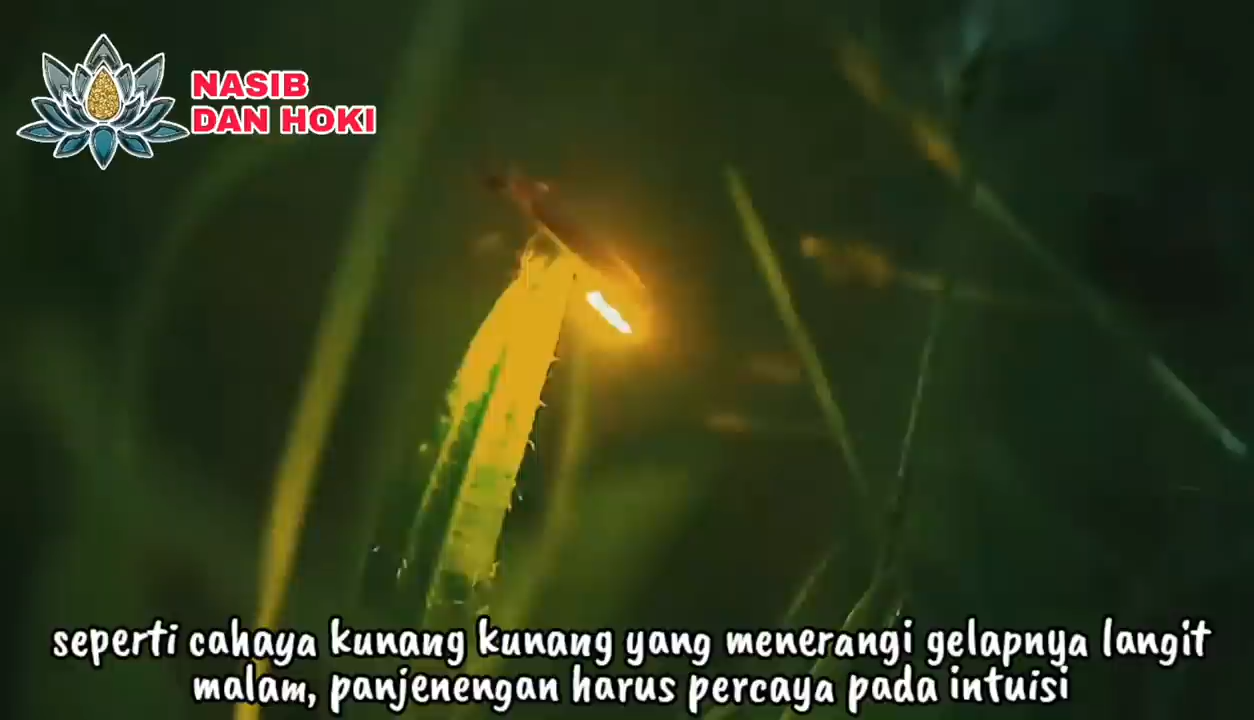 NASIB
DAN HOKI
seperti cahaya kunang kunang yang menerangi gelapnya langit
malam, panjenengan harus percaya pada intuisi